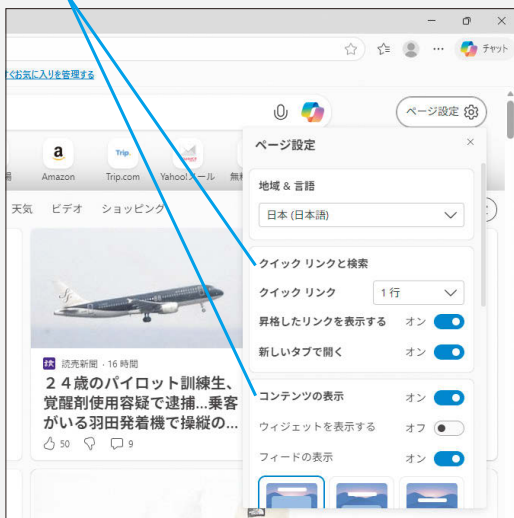 チャット
お気に入りを管理する
ページ設定
ページ設定
地域 & 言語
日本 (日本語)
a
Trip.
Amazon
Trip.com
Yahoo!メール
天気
ビデオ
ショッピング
クイック リンクと検索
クイック リンク
1行
昇格したリンクを表示する
オン
新しいタブで開く
オン
読売新聞 · 16 時間
２４歳のパイロット訓練生、
覚醒剤使用容疑で逮捕...乗客
がいる羽田発着機で操縦の...
50
9
コンテンツの表示
オン
ウィジェットを表示する
オフ
フィードの表示
オン